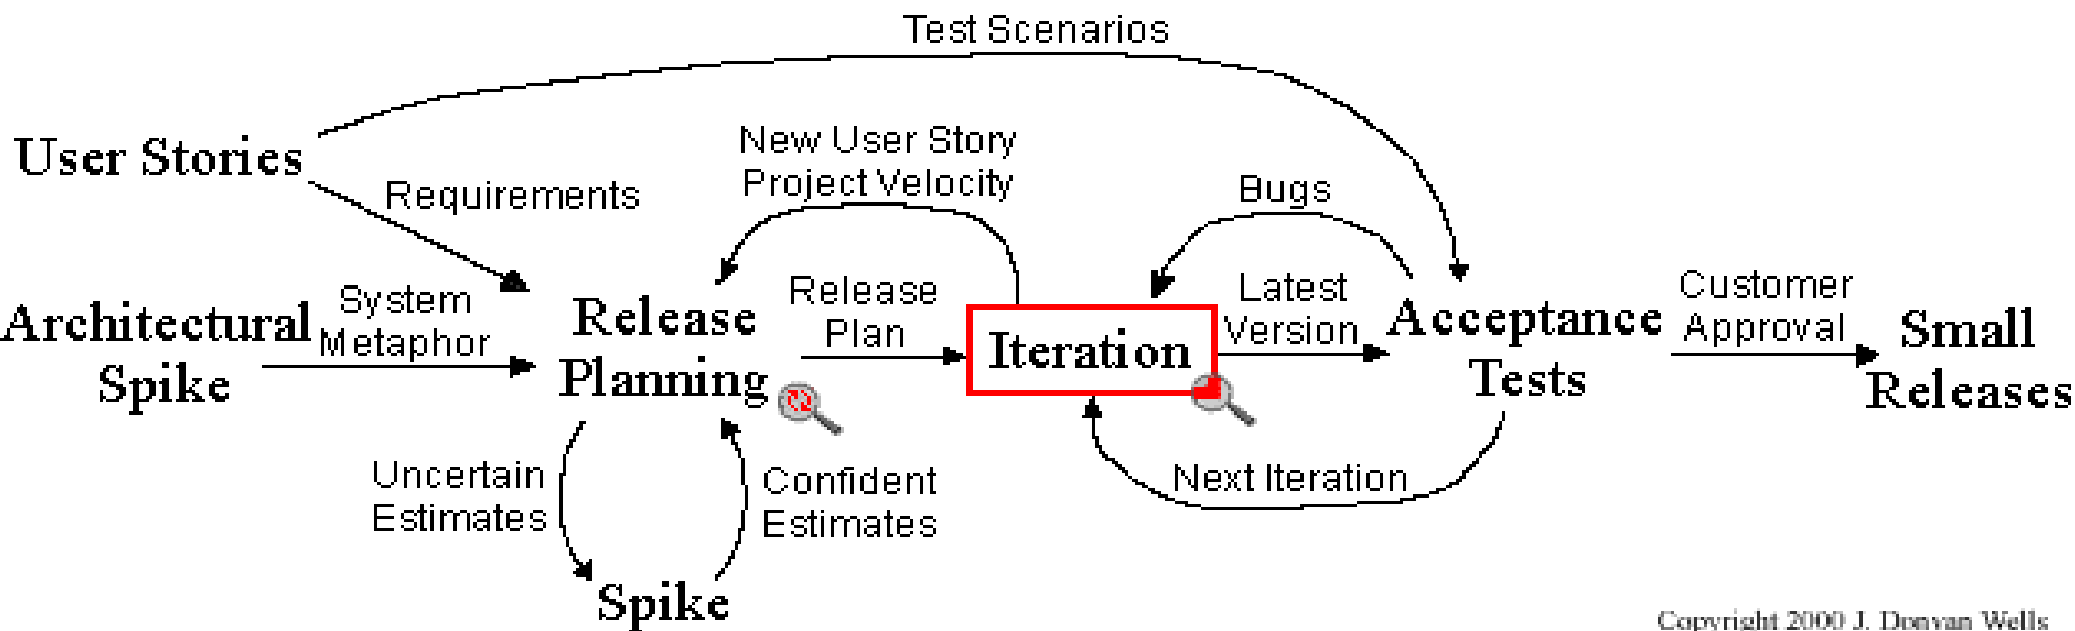 Test Scenarios
User Stories
Requirements
New User Story
Project Velocity
Bugs
Architectural
Spike
System
Metaphor
Release
Planning
Release
Plan
Iteration
Latest
Version
Acceptance
Tests
Customer
Approval
Small
Releases
Uncertain
Estimates
Confident
Estimates
Next Iteration
Spike
Copyright 2000 J. Donvan Wells